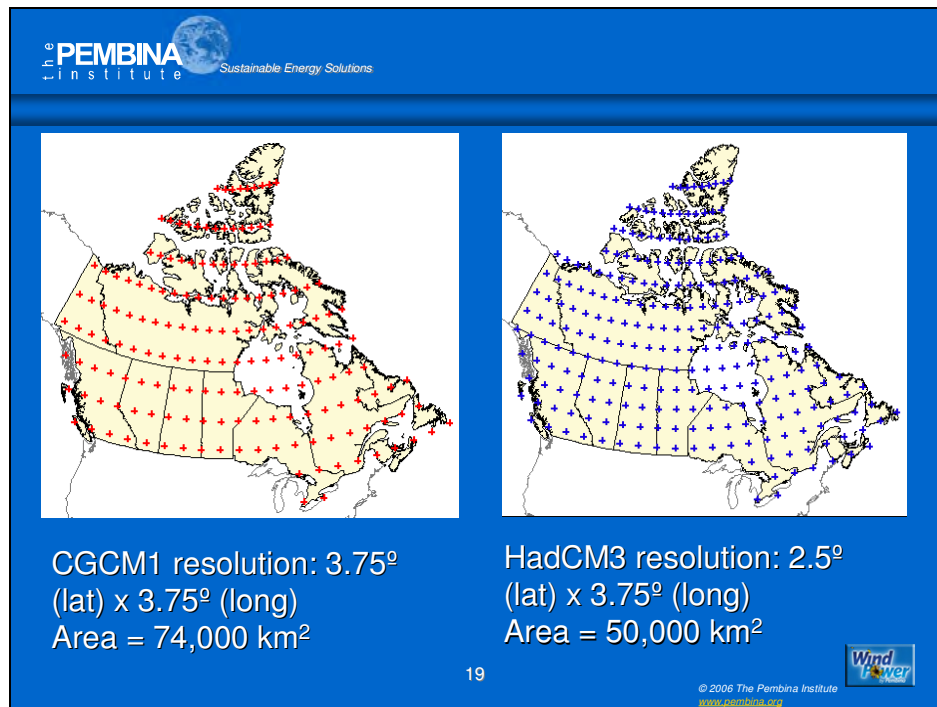 the PEMBINA
institute
Sustainable Energy Solutions
CGCM1 resolution: 3.75º
(lat) x 3.75º (long)
Area = 74,000 km²
HadCM3 resolution: 2.5º
(lat) x 3.75º (long)
Area = 50,000 km²
19
Wind
Power
© 2006 The Pembina Institute
www.pembina.org